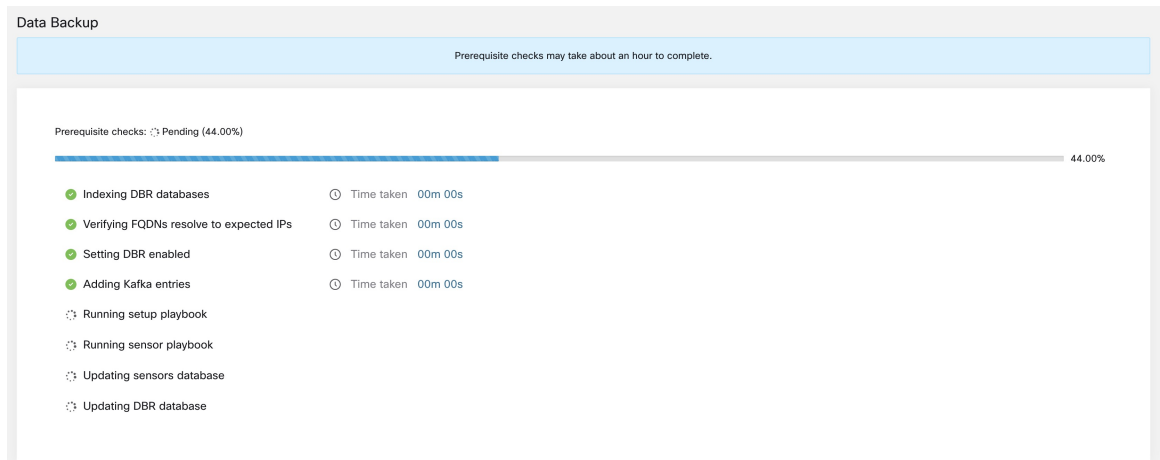 Data Backup
Prerequisite checks may take about an hour to complete.
Prerequisite checks: Pending (44.00%)
44.00%
Indexing DBR databases Time taken 00m 00s
Verifying FQDNs resolve to expected IPs Time taken 00m 00s
Setting DBR enabled Time taken 00m 00s
Adding Kafka entries Time taken 00m 00s
Running setup playbook
Running sensor playbook
Updating sensors database
Updating DBR database